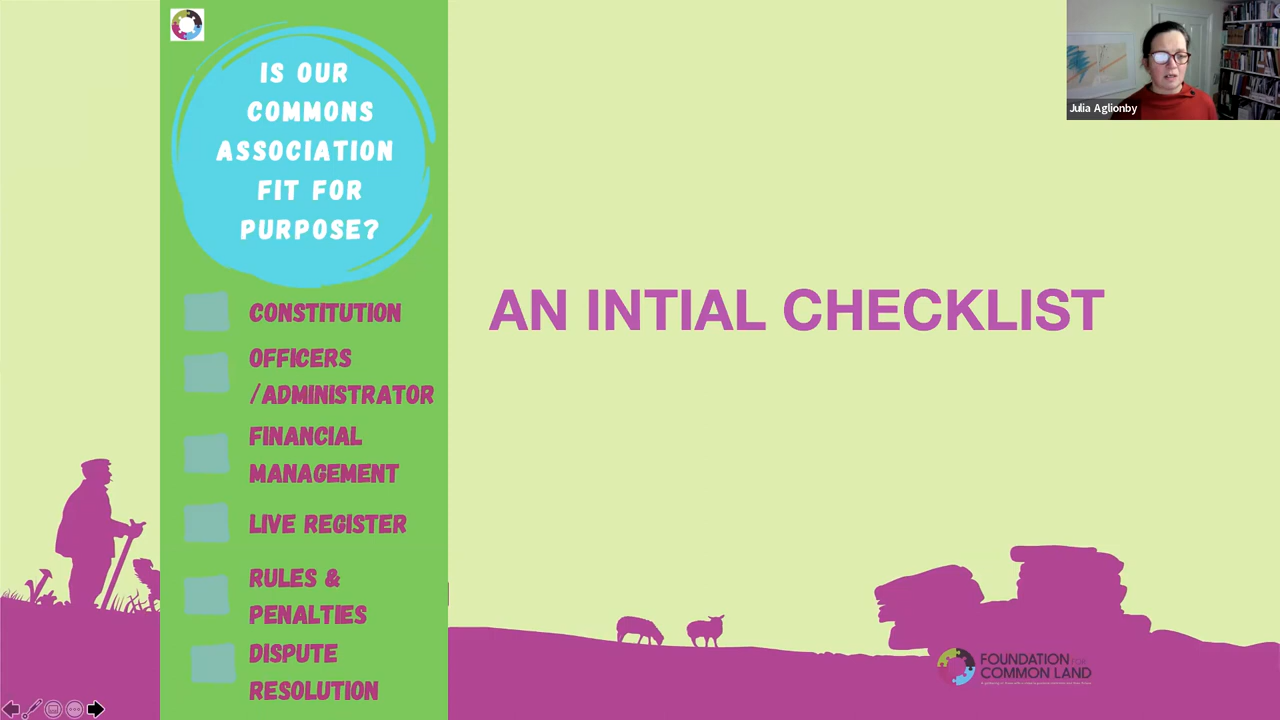 IS OUR
COMMONS
ASSOCIATION
FIT FOR
PURPOSE?
CONSTITUTION
OFFICERS
/ADMINISTRATOR
FINANCIAL
MANAGEMENT
LIVE REGISTER
RULES &
PENALTIES
DISPUTE
RESOLUTION
AN INTIAL CHECKLIST
Julia Aglionby
FOUNDATION FOR
COMMON LAND